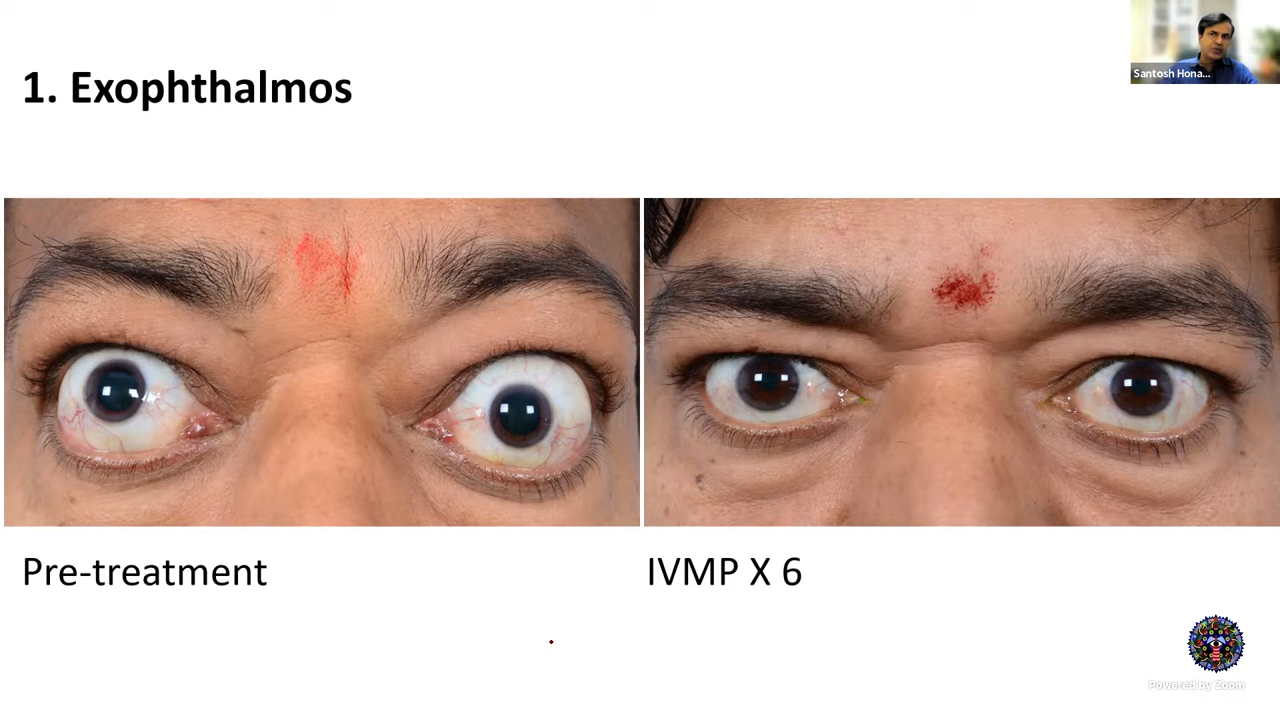 Santosh Hona...
1. Exophthalmos
Pre-treatment
IVMP X 6
Powered by Zoom